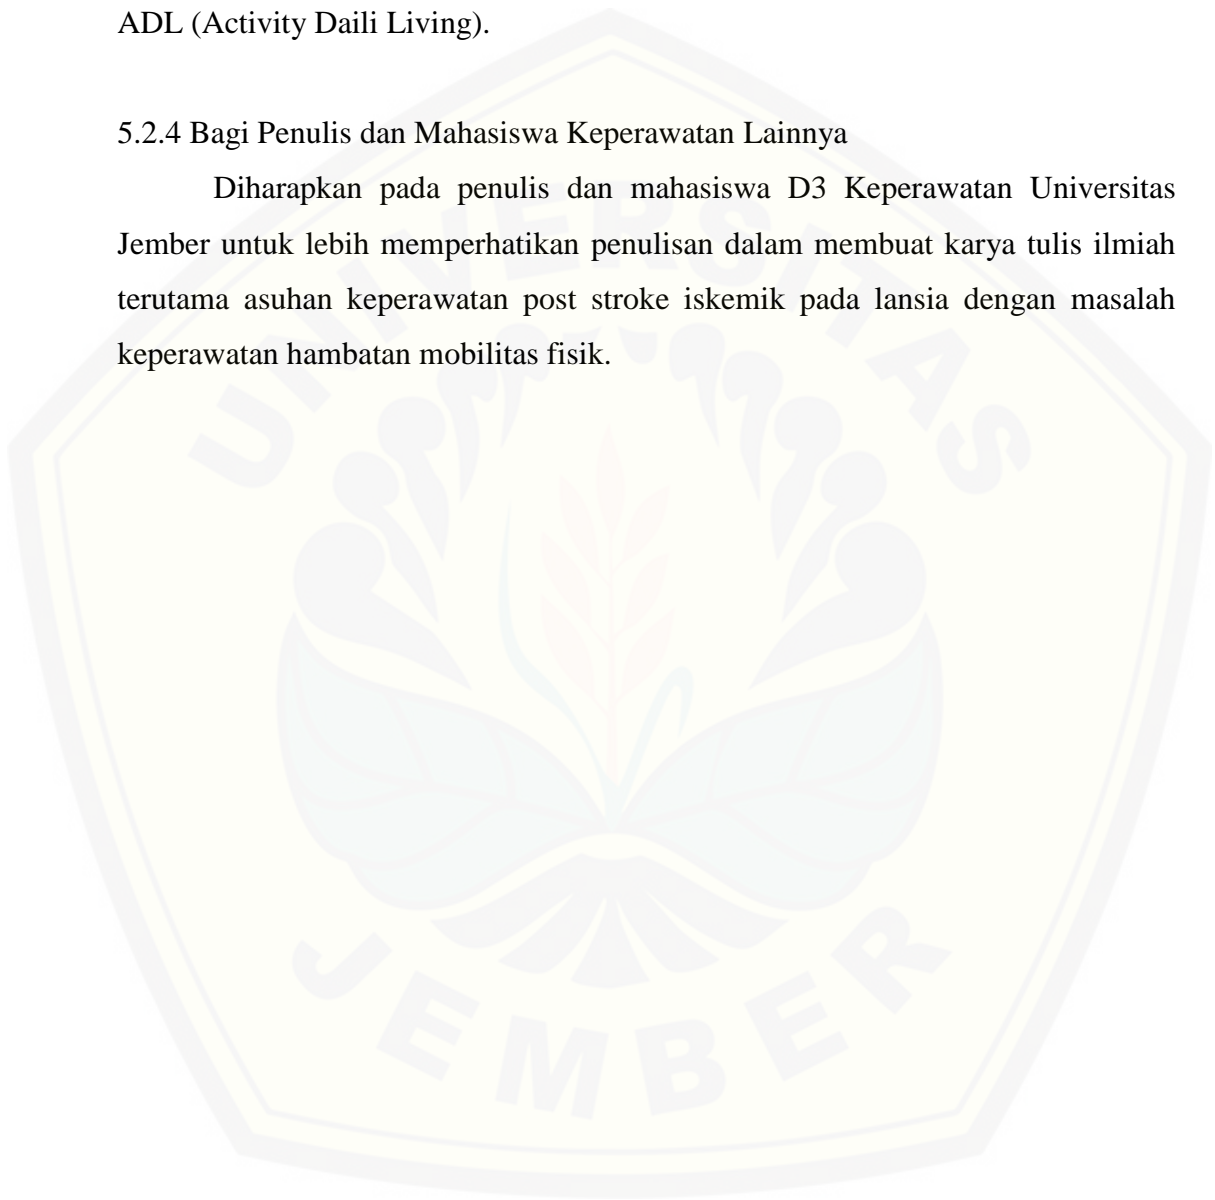 ADL (Activity Daili Living).
5.2.4 Bagi Penulis dan Mahasiswa Keperawatan Lainnya
Diharapkan pada penulis dan mahasiswa D3 Keperawatan Universitas
Jember untuk lebih memperhatikan penulisan dalam membuat karya tulis ilmiah
terutama asuhan keperawatan post stroke iskemik pada lansia dengan masalah
keperawatan hambatan mobilitas fisik.
UNIVERSITAS
JEMBER